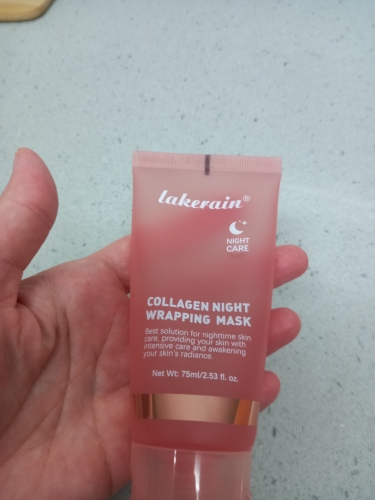 lakerain®
NIGHT
CARE
COLLAGEN NIGHT
WRAPPING MASK
Best solution for nighttime skin
care, providing your skin with
intensive care and awakening
your skin's radiance.
Net Wt: 75ml/2.53 fl. oz.